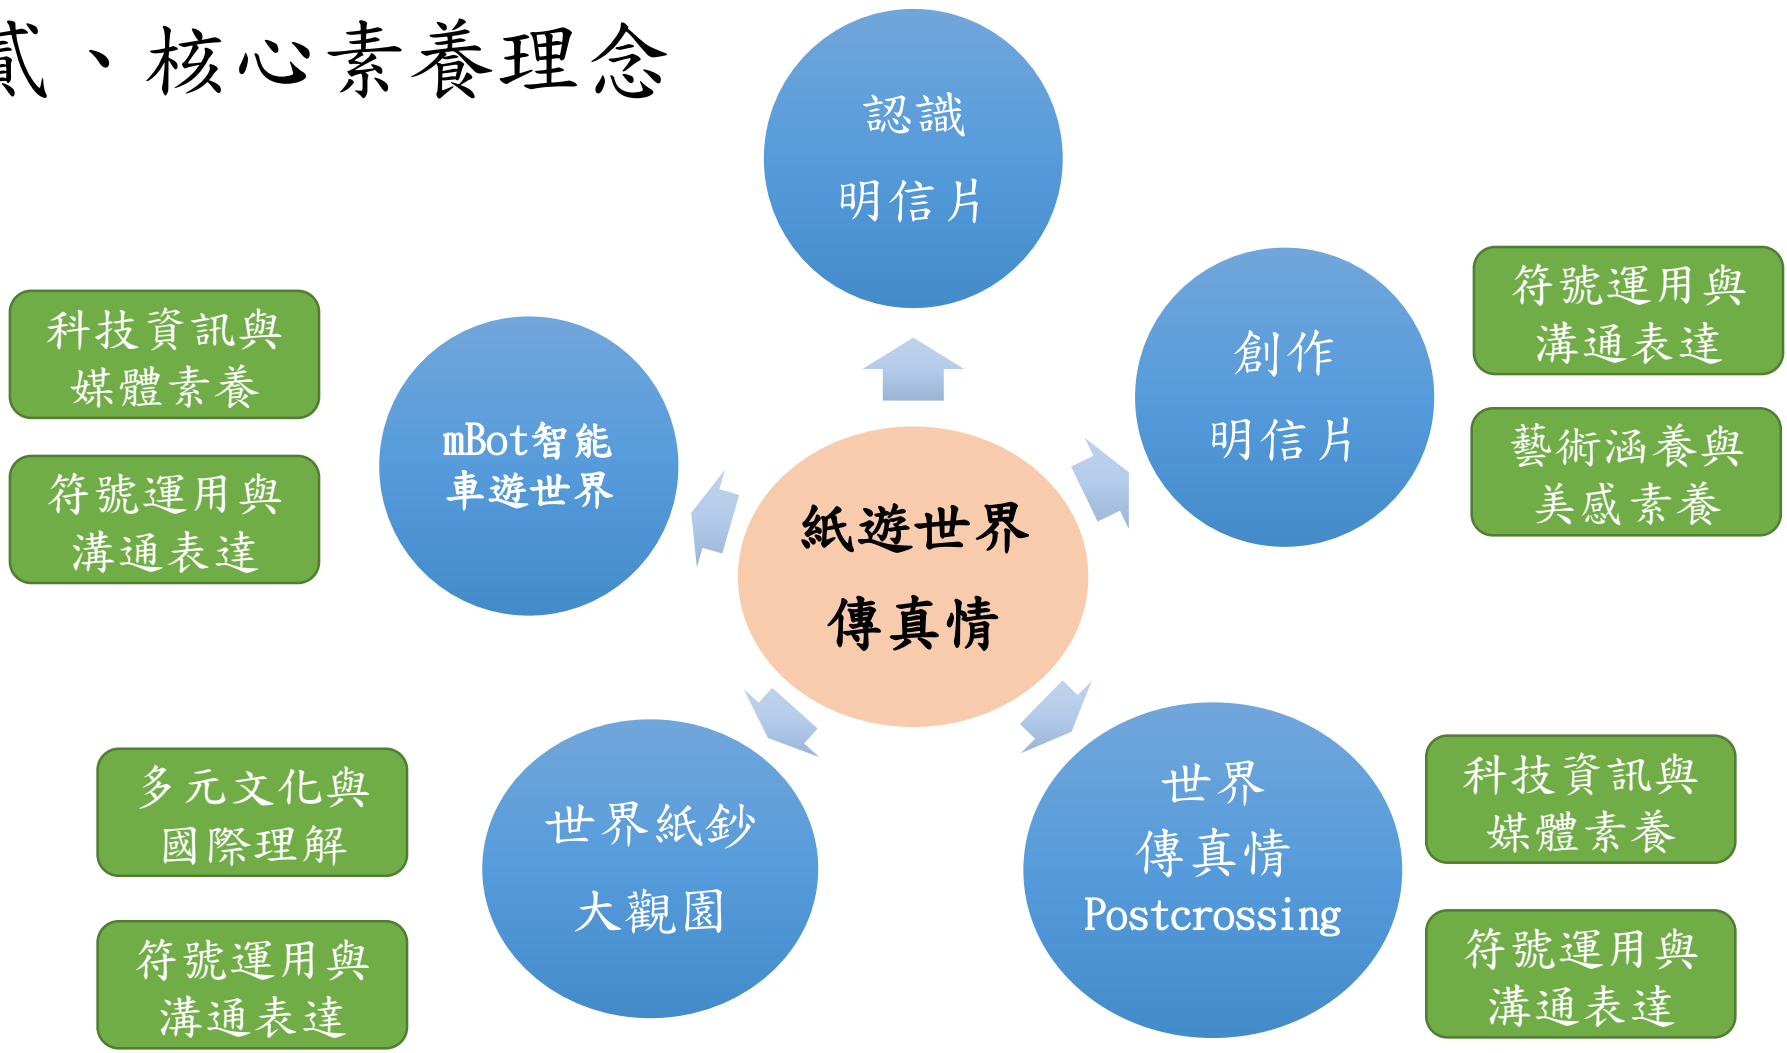 貳、核心素養理念
認識
明信片
創作
明信片
符號運用與
溝通表達
藝術涵養與
美感素養
科技資訊與
媒體素養
符號運用與
溝通表達
mBot智能
車遊世界
紙遊世界
傳真情
多元文化與
國際理解
符號運用與
溝通表達
世界紙鈔
大觀園
世界
傳真情
Postcrossing
科技資訊與
媒體素養
符號運用與
溝通表達